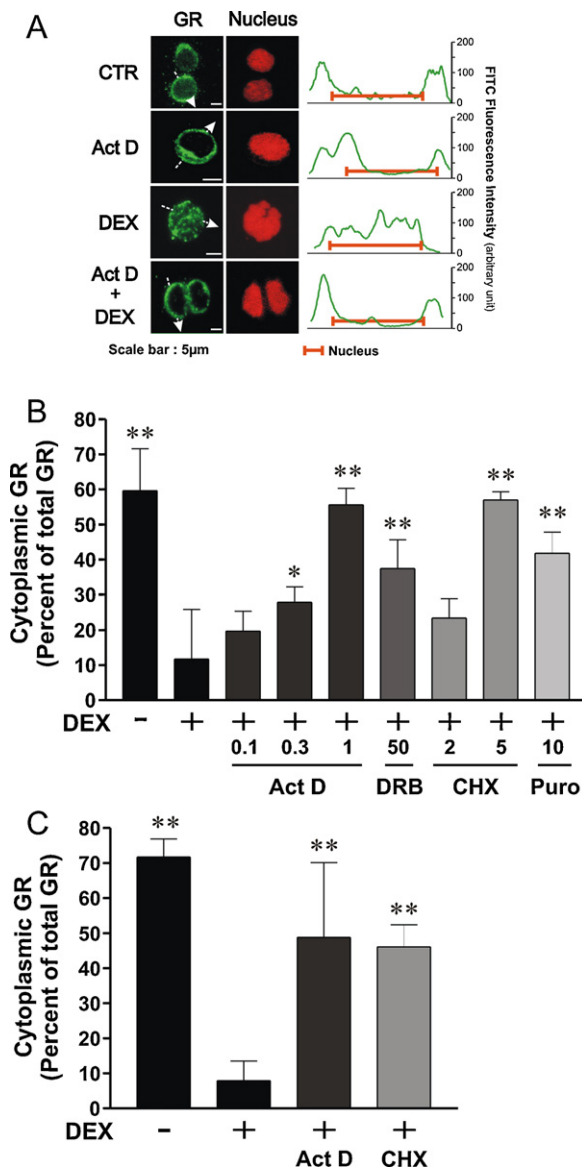 A
GR Nucleus
CTR
Act D
DEX
Act D
+
DEX
200
100
0
200
100
0
200
100
0
200
100
0
FITC Fluorescence Intensity (arbitrary unit)
Scale bar : 5µm
Nucleus
B
Cytoplasmic GR
(Percent of total GR)
80
70
60
50
40
30
20
10
0
** * ** ** ** **
DEX - + + + + + + + +
0.1 0.3 1 50 2 5 10
Act D DRB CHX Puro
C
Cytoplasmic GR
(Percent of total GR)
80
70
60
50
40
30
20
10
0
** ** **
DEX - + + +
Act D CHX